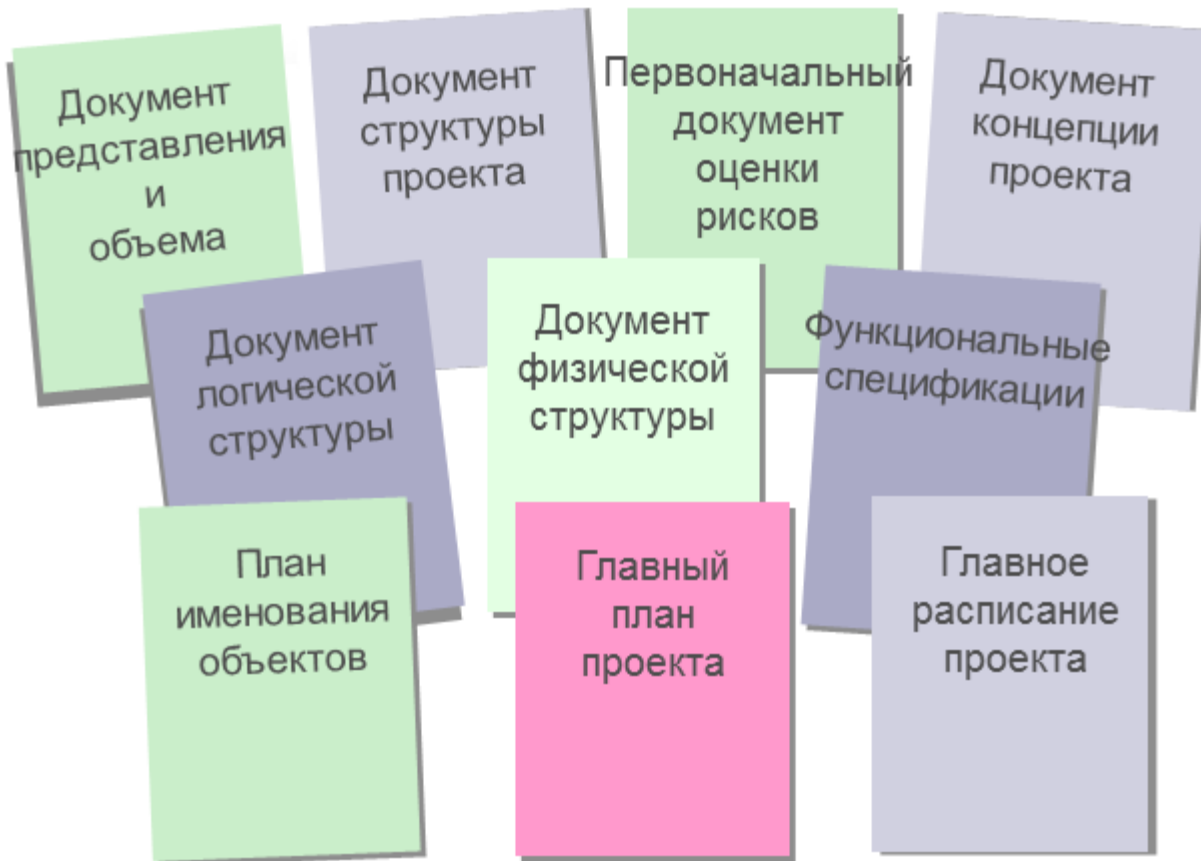 Документ
представления
и
объема
Документ
структуры
проекта
Первоначальный
документ
оценки
рисков
Документ
концепции
проекта
Документ
логической
структуры
Документ
физической
структуры
Функциональные
спецификации
План
именования
объектов
Главный
план
проекта
Главное
расписание
проекта